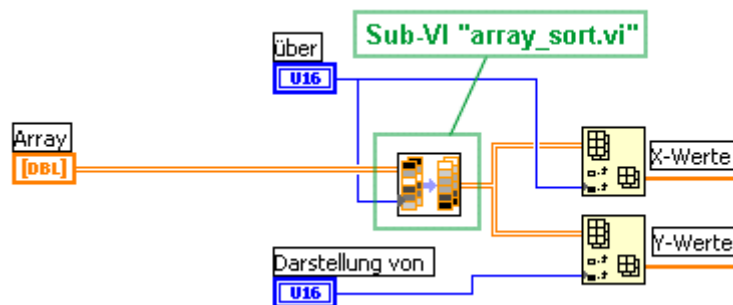 Sub-VI "array_sort.vi"
über
U16
Array
[DBL]
X-Werte
Y-Werte
Darstellung von
U16